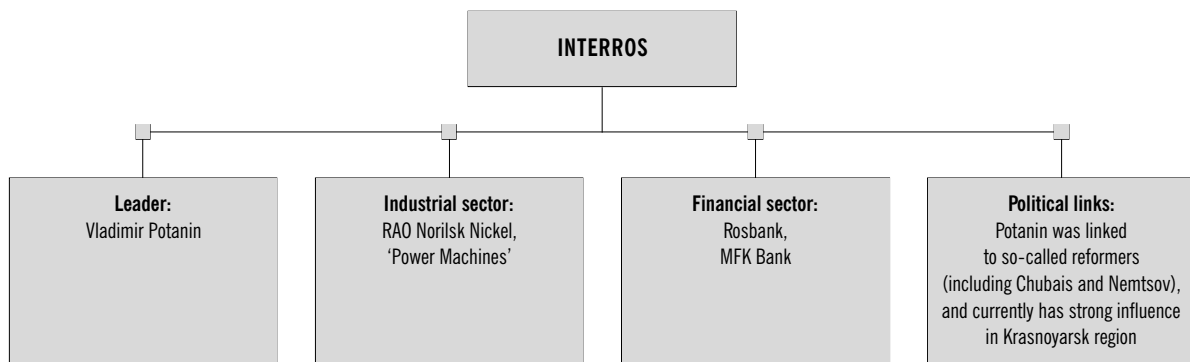 INTERROS
Leader:
Vladimir Potanin
Industrial sector:
RAO Norilsk Nickel,
‘Power Machines’
Financial sector:
Rosbank,
MFK Bank
Political links:
Potanin was linked
to so-called reformers
(including Chubais and Nemtsov),
and currently has strong influence
in Krasnoyarsk region